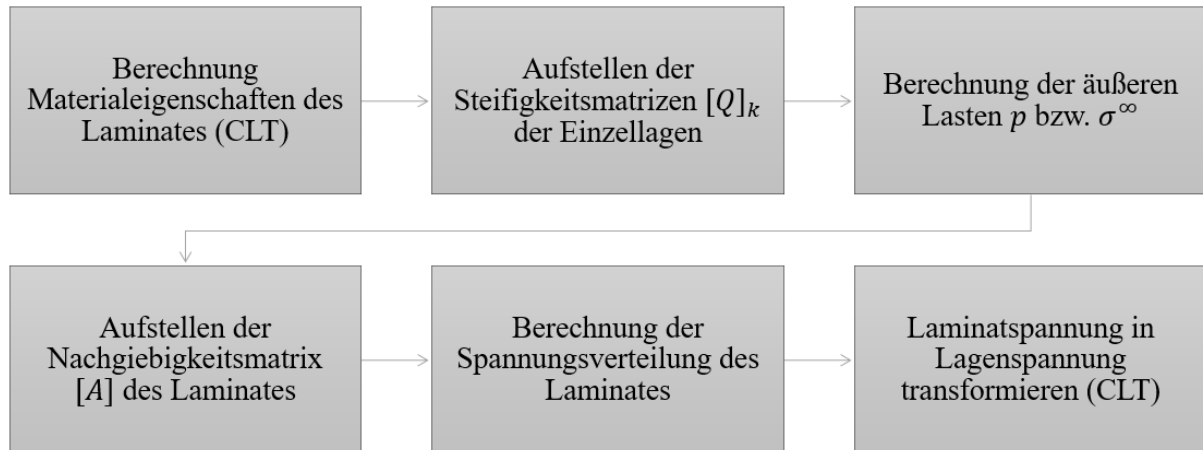 Berechnung
Materialeigenschaften des
Laminates (CLT)
Aufstellen der
Steifigkeitsmatrizen [Q]ₖ
der Einzellagen
Berechnung der äußeren
Lasten p bzw. σ^∞
Aufstellen der
Nachgiebigkeitsmatrix
[A] des Laminates
Berechnung der
Spannungsverteilung des
Laminates
Laminatspannung in
Lagenspannung
transformieren (CLT)